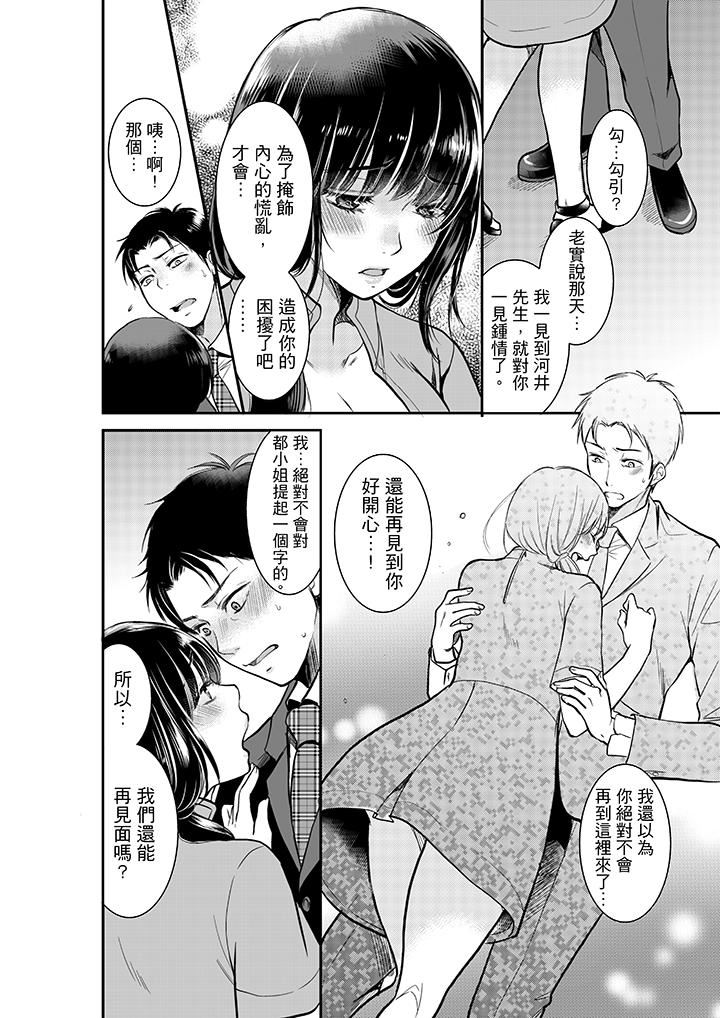 勾…勾引？
老實說那天…
我一見到河井
先生，就對你
一見鍾情了。
為了掩飾
內心的慌亂，
才會…
造成你的
困擾了吧
……
咦…啊！
那個…
還能再見到你
好開心…！
我還以為
你絕對不會
再到這裡來了…
我…絕對不會對
都小姐提起一個字的。
所以…
我們還能
再見面嗎？